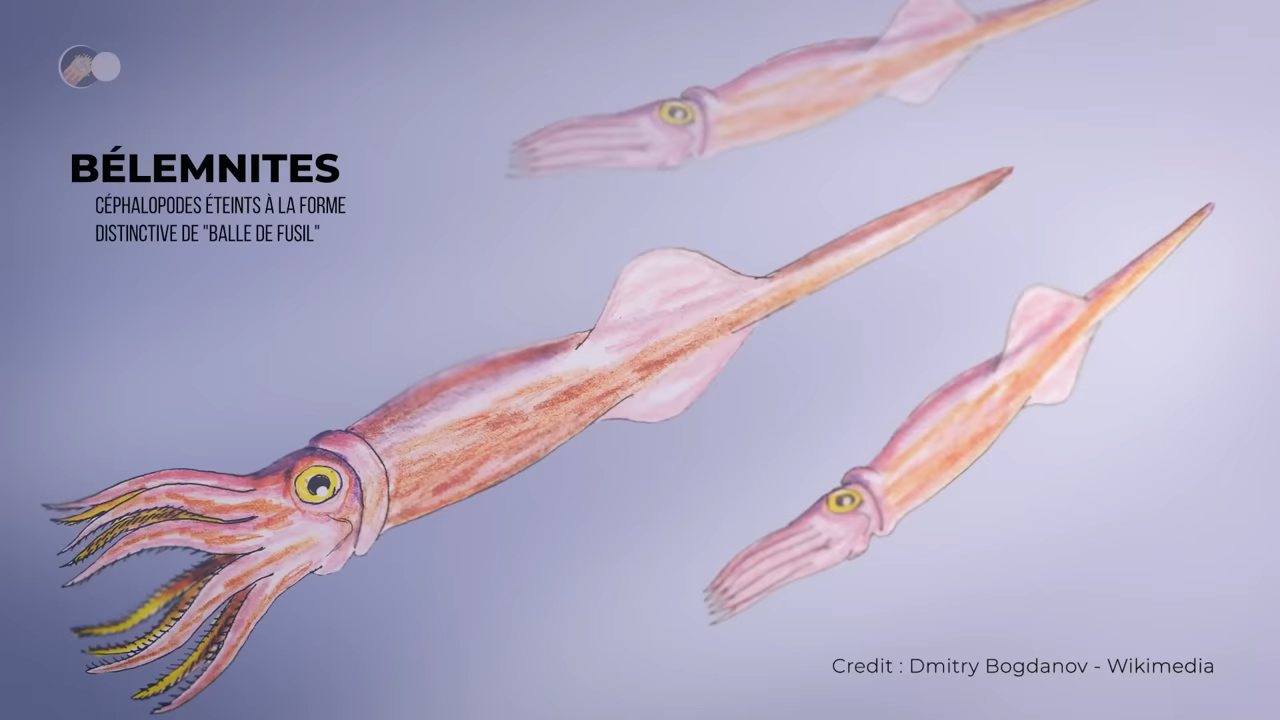 BÉLEMNITES
CÉPHALOPODES ÉTEINTS À LA FORME
DISTINCTIVE DE "BALLE DE FUSIL"
Credit : Dmitry Bogdanov - Wikimedia